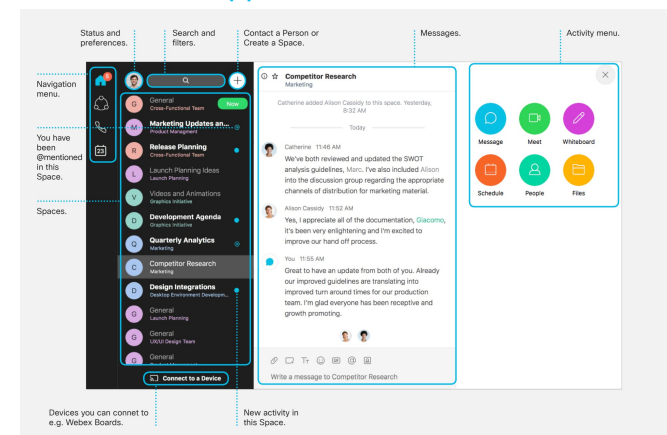 Status and
preferences.
Search and
filters.
Contact a Person or
Create a Space.
Messages.
Activity menu.
Navigation
menu.
You have
been
@mentioned
in this
Space.
Spaces.
5
23
G
General
Cross-Functional Team
Now
M
Marketing Updates an...
Product Managment
R
Release Planning
Cross-Functional Team
L
Launch Planning Ideas
Launch Planning
V
Videos and Animations
Graphics Initiative
D
Development Agenda
Graphics Initiative
Q
Quarterly Analytics
Marketing
C
Competitor Research
Marketing
D
Design Integrations
Desktop Environment Developm...
G
General
Launch Planning
G
General
UX/UI Design Team
G
General
Connect to a Device
Competitor Research
Marketing
Catherine added Alison Cassidy to this space. Yesterday,
8:32 AM
Today
Catherine 11:46 AM
We've both reviewed and updated the SWOT
analysis guidelines, Marc. I've also included Alison
into the discussion group regarding the appropriate
channels of distribution for marketing material.
Alison Cassidy 11:52 AM
Yes, I appreciate all of the documentation, Giacomo,
it's been very enlightening and I'm excited to
improve our hand off process.
You 11:55 AM
Great to have an update from both of you. Already
our improved guidelines are translating into
improved turn around times for our production
team. I'm glad everyone has been receptive and
growth promoting.
Write a message to Competitor Research
Message
Meet
Whiteboard
Schedule
People
Files
Devices you can connet to
e.g. Webex Boards.
New activity in
this Space.